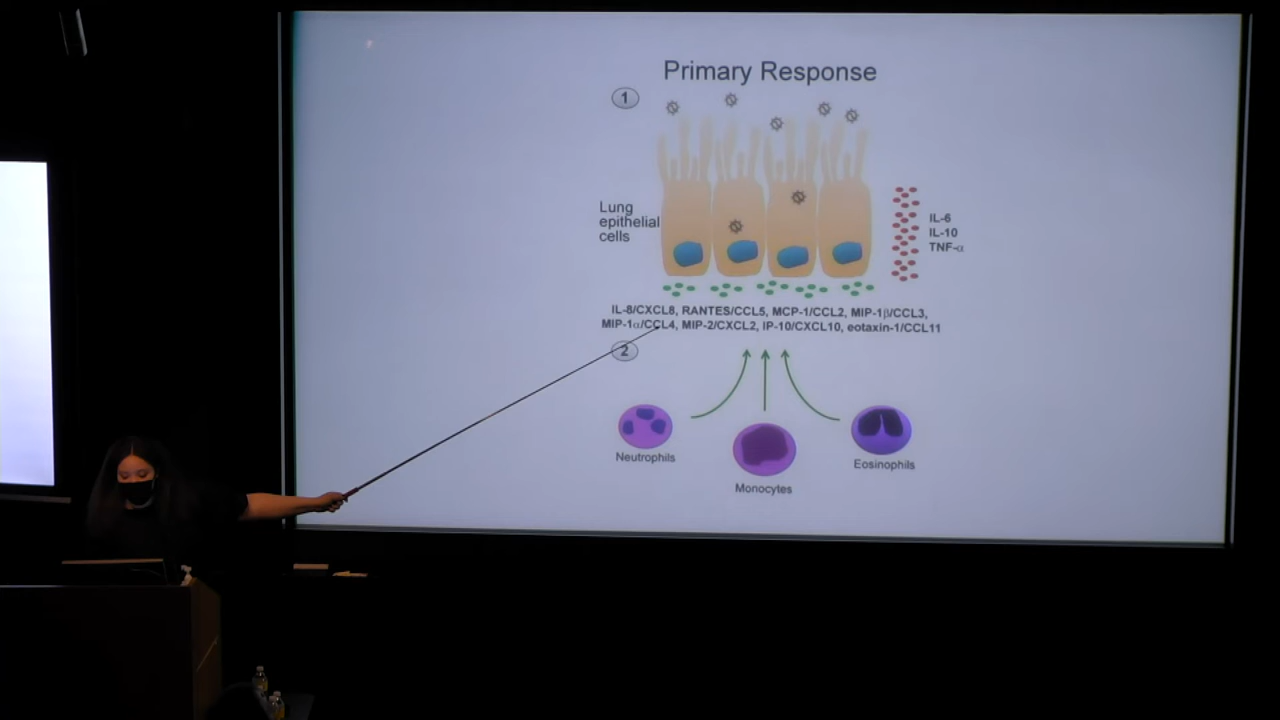 Primary Response
1
Lung
epithelial
cells
IL-6
IL-10
TNF-α
IL-8/CXCL8, RANTES/CCL5, MCP-1/CCL2, MIP-1β/CCL3,
MIP-1α/CCL4, MIP-2/CXCL2, IP-10/CXCL10, eotaxin-1/CCL11
2
Neutrophils
Monocytes
Eosinophils